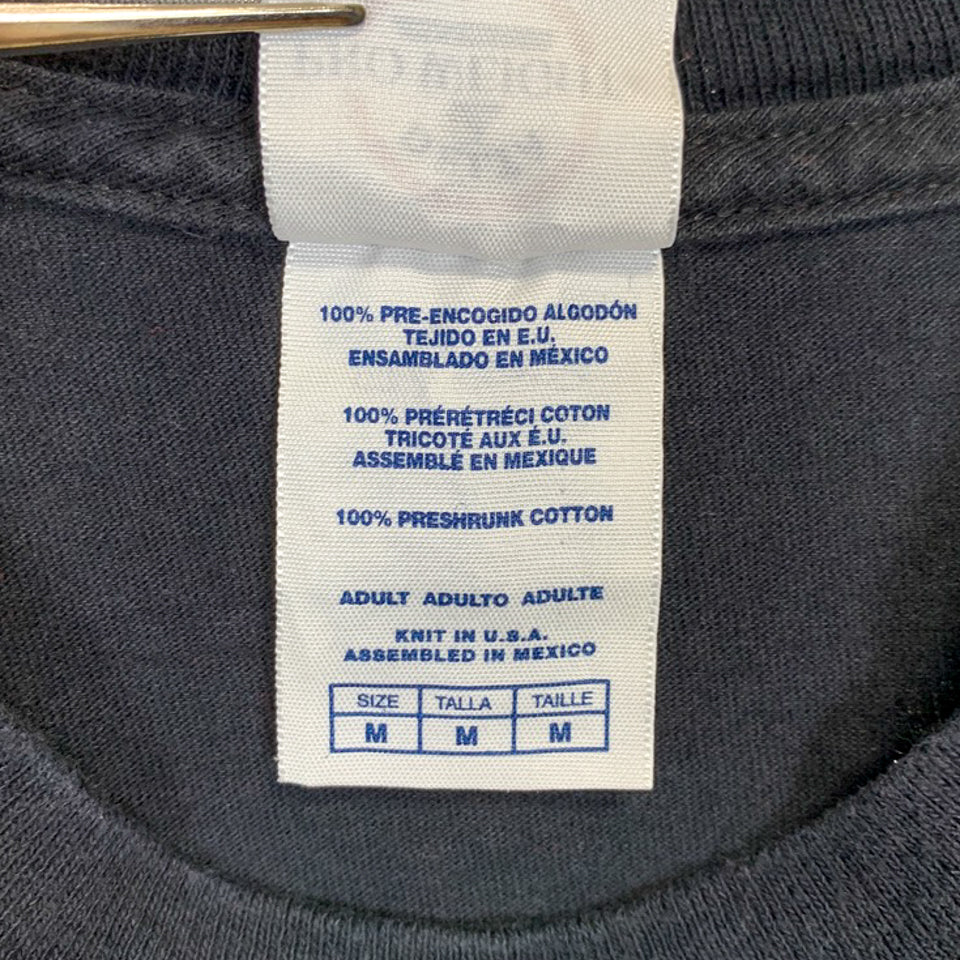 100% PRE-ENCOGIDO ALGODÓN
TEJIDO EN E.U.
ENSAMBLADO EN MÉXICO
100% PRÉRÉTRÉCI COTON
TRICOTÉ AUX É.U.
ASSEMBLÉ EN MEXIQUE
100% PRESHRUNK COTTON
ADULT ADULTO ADULTE
KNIT IN U.S.A.
ASSEMBLED IN MEXICO
SIZE TALLA TAILLE
M M M